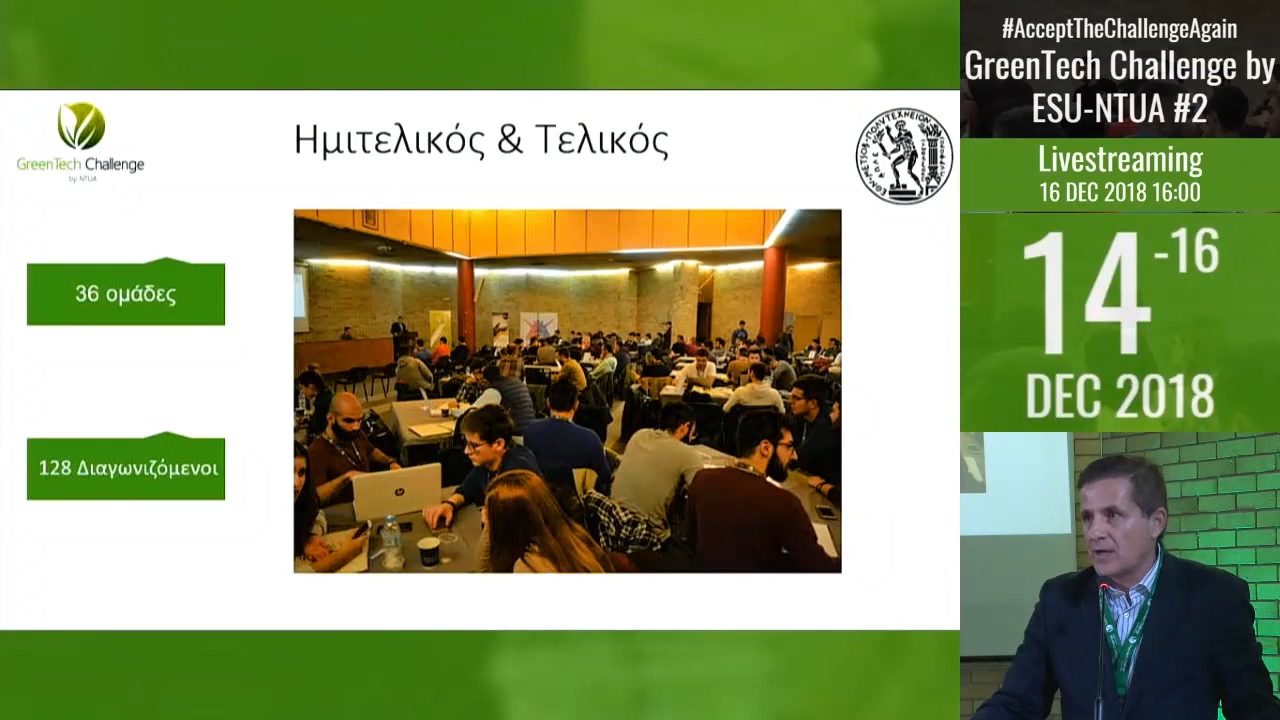 GreenTech Challenge
by NTUA
Ημιτελικός & Τελικός
36 ομάδες
128 Διαγωνιζόμενοι
hp
#AcceptTheChallengeAgain
GreenTech Challenge by
ESU-NTUA #2
Livestreaming
16 DEC 2018 16:00
14-16
DEC 2018